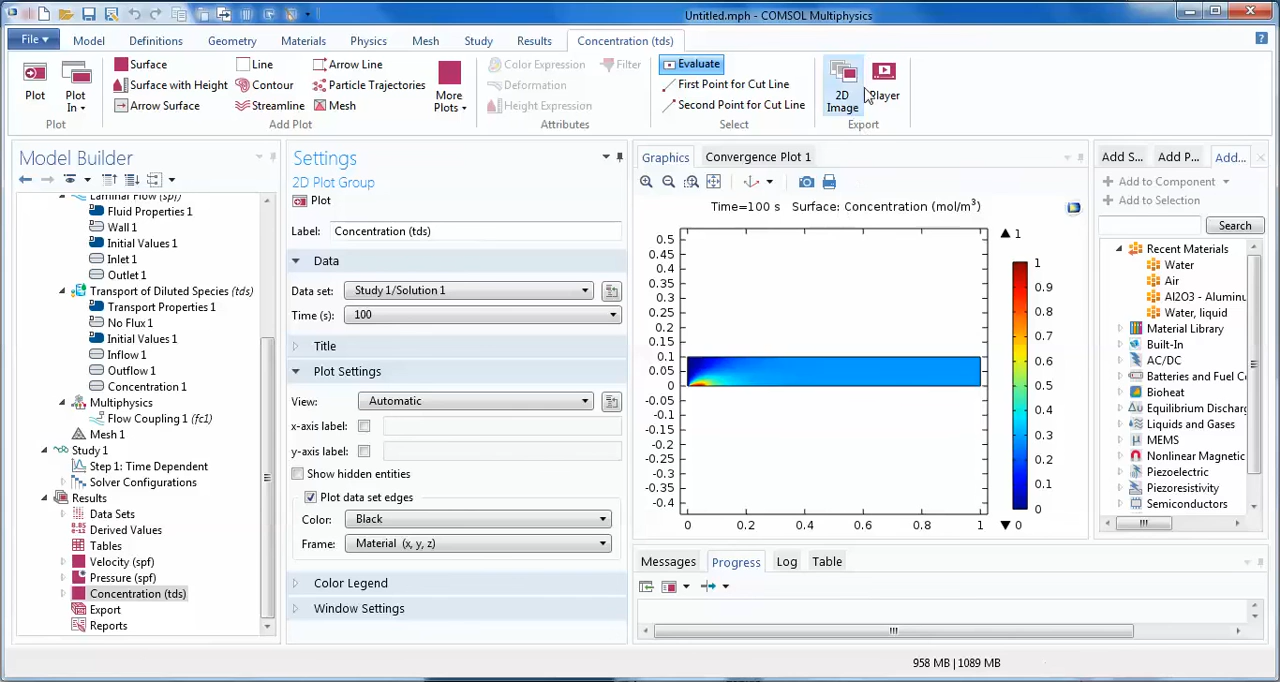 Untitled.mph - COMSOL Multiphysics
File Model Definitions Geometry Materials Physics Mesh Study Results Concentration (tds)
Plot
Plot In
Plot
Surface
Surface with Height
Arrow Surface
Line
Contour
Streamline
Arrow Line
Particle Trajectories
Mesh
More Plots
Add Plot
Color Expression
Filter
Deformation
Height Expression
Attributes
Evaluate
First Point for Cut Line
Second Point for Cut Line
Select
2D Image
Player
Export
Model Builder
Laminar Flow (spf)
Fluid Properties 1
Wall 1
Initial Values 1
Inlet 1
Outlet 1
Transport of Diluted Species (tds)
Transport Properties 1
No Flux 1
Initial Values 1
Inflow 1
Outflow 1
Concentration 1
Multiphysics
Flow Coupling 1 (fc1)
Mesh 1
Study 1
Step 1: Time Dependent
Solver Configurations
Results
Data Sets
Derived Values
Tables
Velocity (spf)
Pressure (spf)
Concentration (tds)
Export
Reports
Settings
2D Plot Group
Plot
Label: Concentration (tds)
Data
Data set: Study 1/Solution 1
Time (s): 100
Title
Plot Settings
View: Automatic
x-axis label:
y-axis label:
Show hidden entities
Plot data set edges
Color: Black
Frame: Material (x, y, z)
Color Legend
Window Settings
Graphics Convergence Plot 1
Time=100 s Surface: Concentration (mol/m³)
0.5
0.45
0.4
0.35
0.3
0.25
0.2
0.15
0.1
0.05
0
-0.05
-0.1
-0.15
-0.2
-0.25
-0.3
-0.35
-0.4
0 0.2 0.4 0.6 0.8 1
▲ 1
1
0.9
0.8
0.7
0.6
0.5
0.4
0.3
0.2
0.1
0
▼ 0
Messages Progress Log Table
Add S... Add P... Add...
Add to Component
Add to Selection
Search
Recent Materials
Water
Air
Al2O3 - Aluminu
Water, liquid
Material Library
Built-In
AC/DC
Batteries and Fuel C
Bioheat
Equilibrium Discharg
Liquids and Gases
MEMS
Nonlinear Magnetic
Piezoelectric
Piezoresistivity
Semiconductors
958 MB | 1089 MB